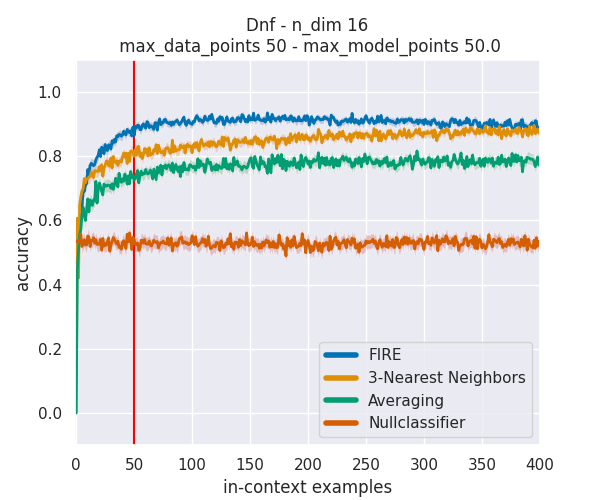 Dnf - n_dim 16
max_data_points 50 - max_model_points 50.0
accuracy
1.0
0.8
0.6
0.4
0.2
0.0
FIRE
3-Nearest Neighbors
Averaging
Nullclassifier
0 50 100 150 200 250 300 350 400
in-context examples